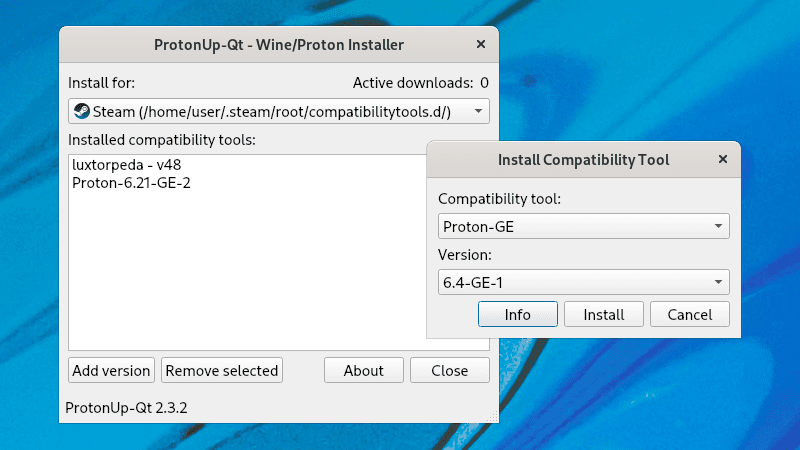 ProtonUp-Qt - Wine/Proton Installer
Install for:
Active downloads: 0
Steam (/home/user/.steam/root/compatibilitytools.d/)
Installed compatibility tools:
luxtorpeda - v48
Proton-6.21-GE-2
Add version
Remove selected
About
Close
ProtonUp-Qt 2.3.2
Install Compatibility Tool
Compatibility tool:
Proton-GE
Version:
6.4-GE-1
Info
Install
Cancel